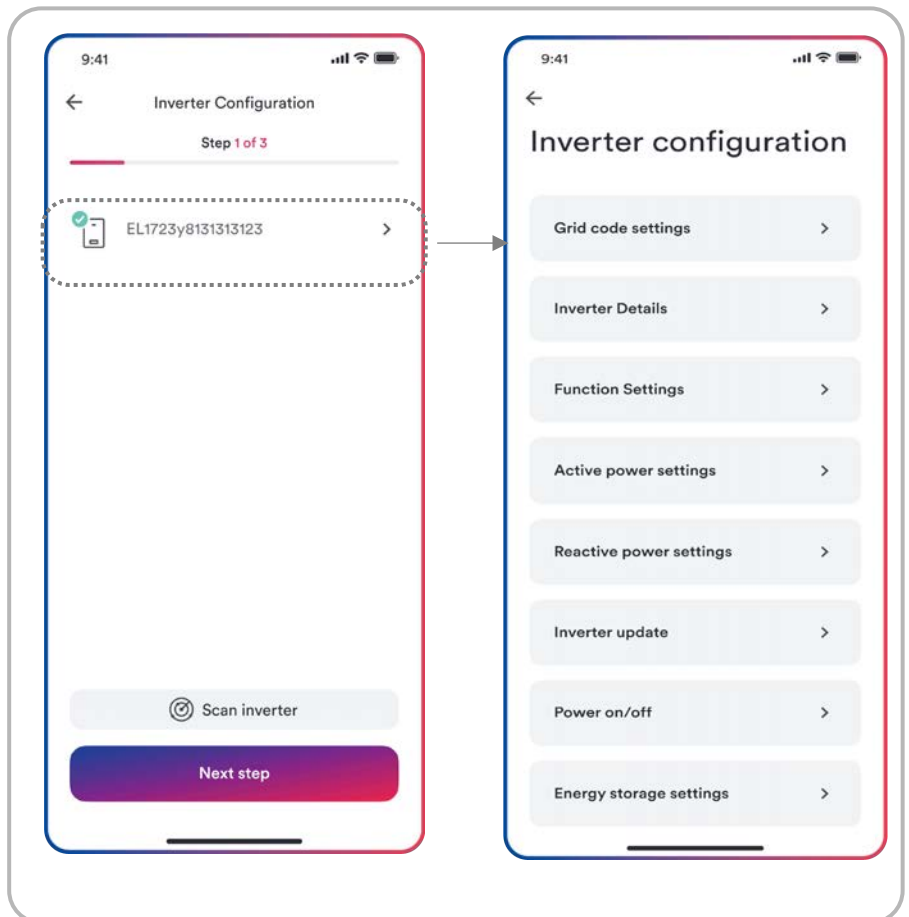 9:41
Inverter Configuration
Step 1 of 3
EL1723y8131313123
Scan inverter
Next step
9:41
Inverter configuration
Grid code settings
Inverter Details
Function Settings
Active power settings
Reactive power settings
Inverter update
Power on/off
Energy storage settings